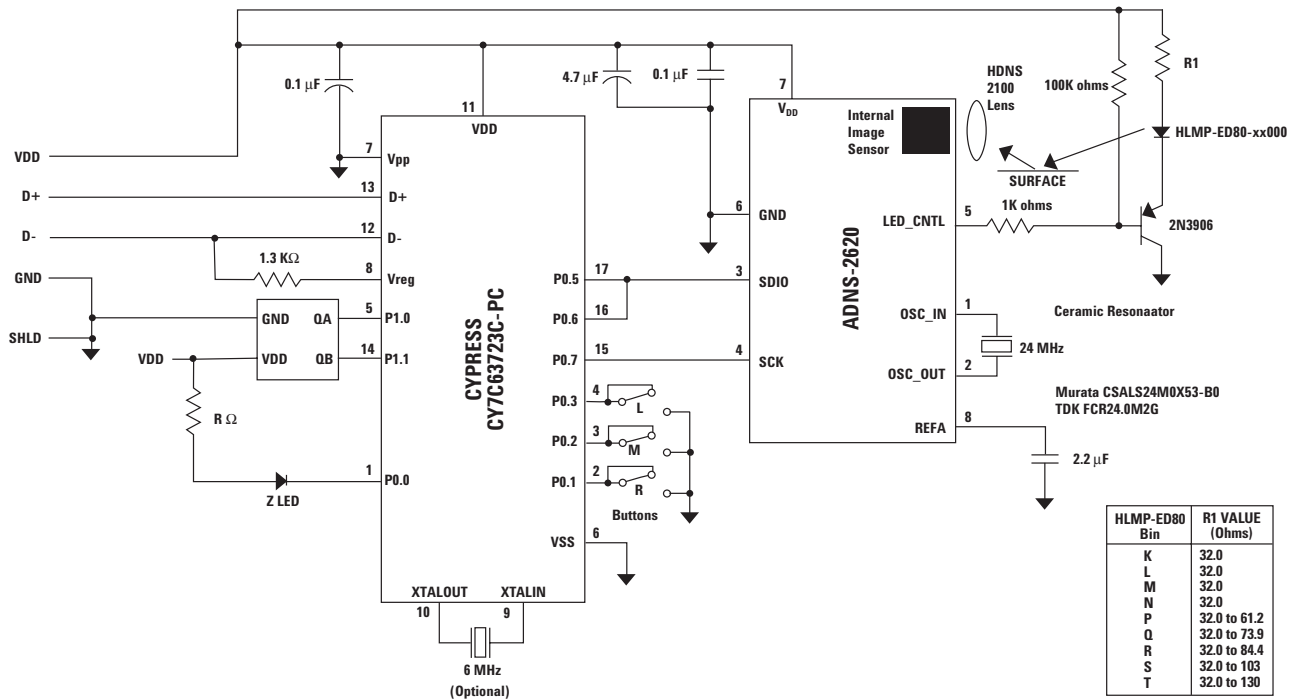 0.1 µF
4.7 µF
0.1 µF
11
VDD
7
V_DD
HDNS
2100
Lens
100K ohms
R1
Internal
Image
Sensor
HLMP-ED80-xx000
SURFACE
VDD
7
Vpp
D+
13
D+
D-
12
D-
1.3 KΩ
8
Vreg
GND
SHLD
GND
QA
5
P1.0
VDD
VDD
QB
14
P1.1
R Ω
Z LED
1
P0.0
CYPRESS
CY7C63723C-PC
P0.5
17
P0.6
16
P0.7
15
P0.3
4
L
P0.2
3
M
P0.1
2
R
Buttons
VSS
6
XTALOUT
XTALIN
10
9
6 MHz
(Optional)
6
GND
3
SDIO
4
SCK
ADNS-2620
LED_CNTL
5
1K ohms
2N3906
OSC_IN
1
Ceramic Resonaator
24 MHz
OSC_OUT
2
Murata CSALS24M0X53-B0
TDK FCR24.0M2G
REFA
8
2.2 µF
HLMP-ED80 Bin R1 VALUE (Ohms)
K 32.0
L 32.0
M 32.0
N 32.0
P 32.0 to 61.2
Q 32.0 to 73.9
R 32.0 to 84.4
S 32.0 to 103
T 32.0 to 130